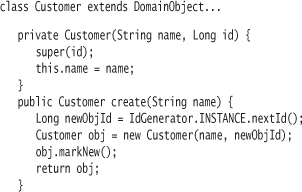 class Customer extends DomainObject...
private Customer(String name, Long id) {
super(id);
this.name = name;
}
public Customer create(String name) {
Long newObjId = IdGenerator.INSTANCE.nextId();
Customer obj = new Customer(name, newObjId);
obj.markNew();
return obj;
}